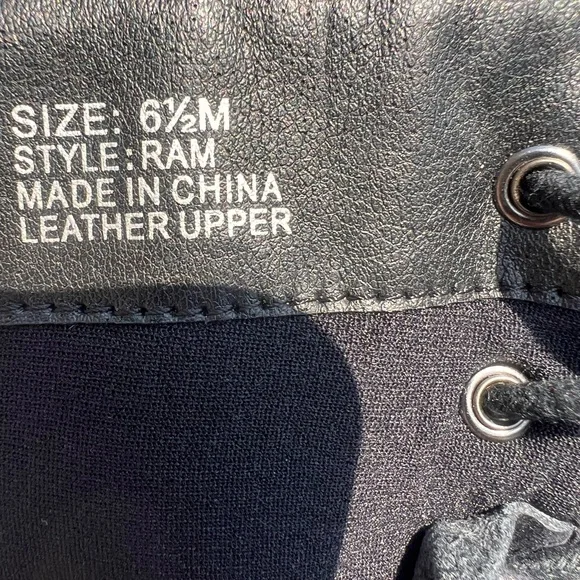 SIZE: 6½M
STYLE: RAM
MADE IN CHINA
LEATHER UPPER